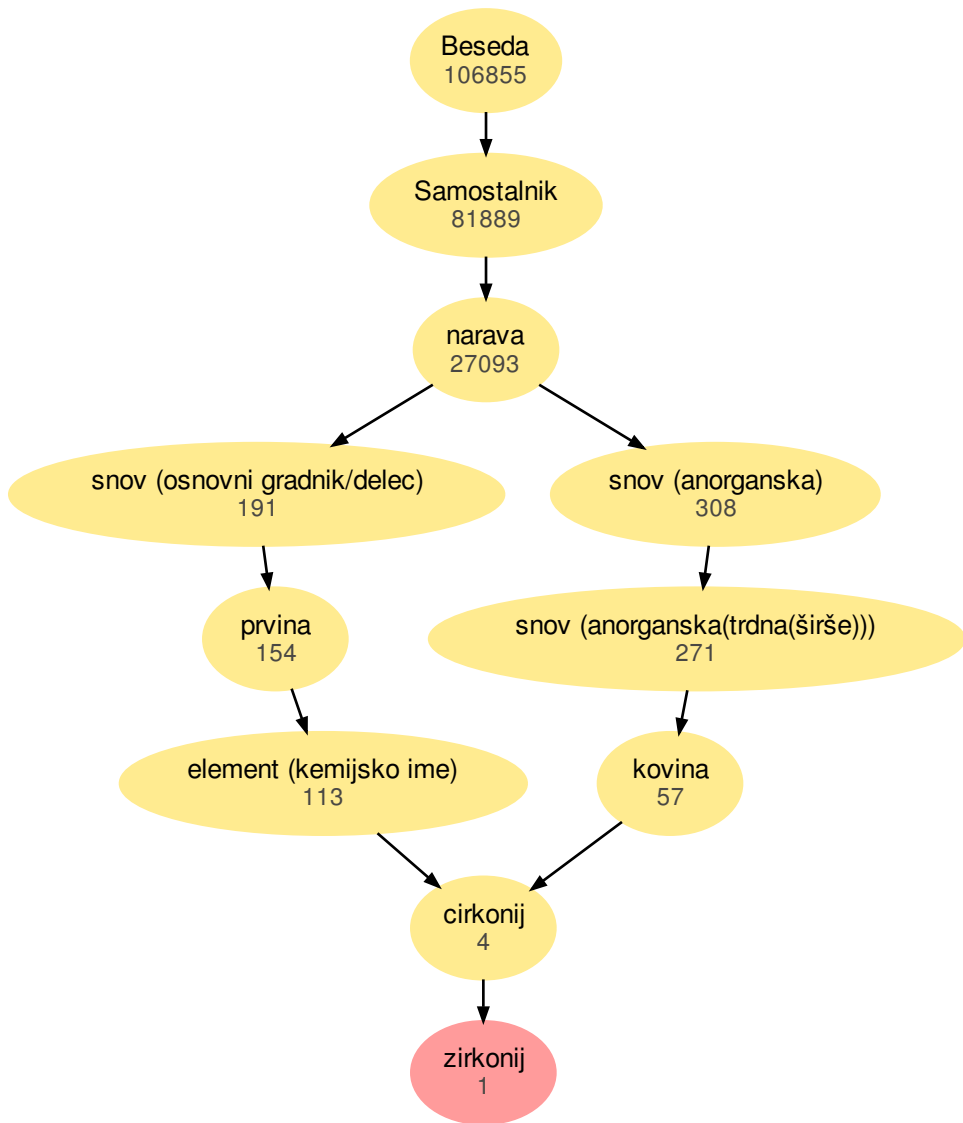 Beseda
106855
Samostalnik
81889
narava
27093
snov (osnovni gradnik/delec)
191
snov (anorganska)
308
prvina
154
snov (anorganska(trdna(širše)))
271
element (kemijsko ime)
113
kovina
57
cirkonij
4
zirkonij
1